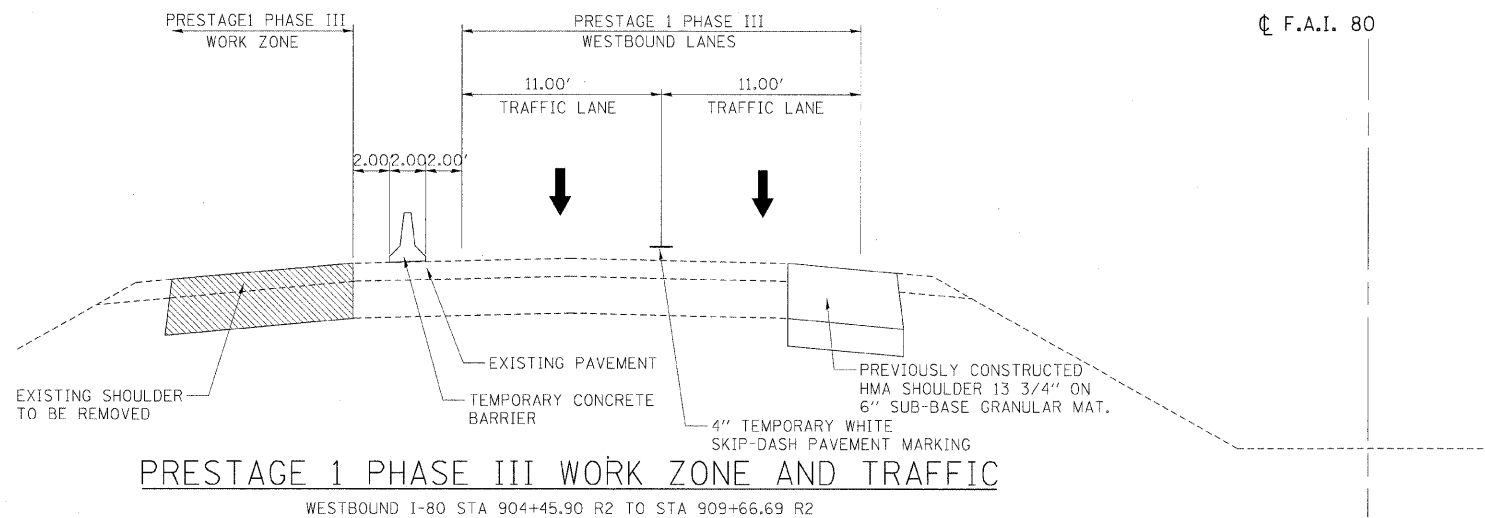 PRESTAGE1 PHASE III
WORK ZONE
PRESTAGE 1 PHASE III
WESTBOUND LANES
℄ F.A.I. 80
11.00'
TRAFFIC LANE
11.00'
TRAFFIC LANE
2.00'
2.00'
2.00'
EXISTING SHOULDER
TO BE REMOVED
EXISTING PAVEMENT
TEMPORARY CONCRETE
BARRIER
PREVIOUSLY CONSTRUCTED
HMA SHOULDER 13 3/4" ON
6" SUB-BASE GRANULAR MAT.
4" TEMPORARY WHITE
SKIP-DASH PAVEMENT MARKING
PRESTAGE 1 PHASE III WORK ZONE AND TRAFFIC
WESTBOUND I-80 STA 904+45.90 R2 TO STA 909+66.69 R2